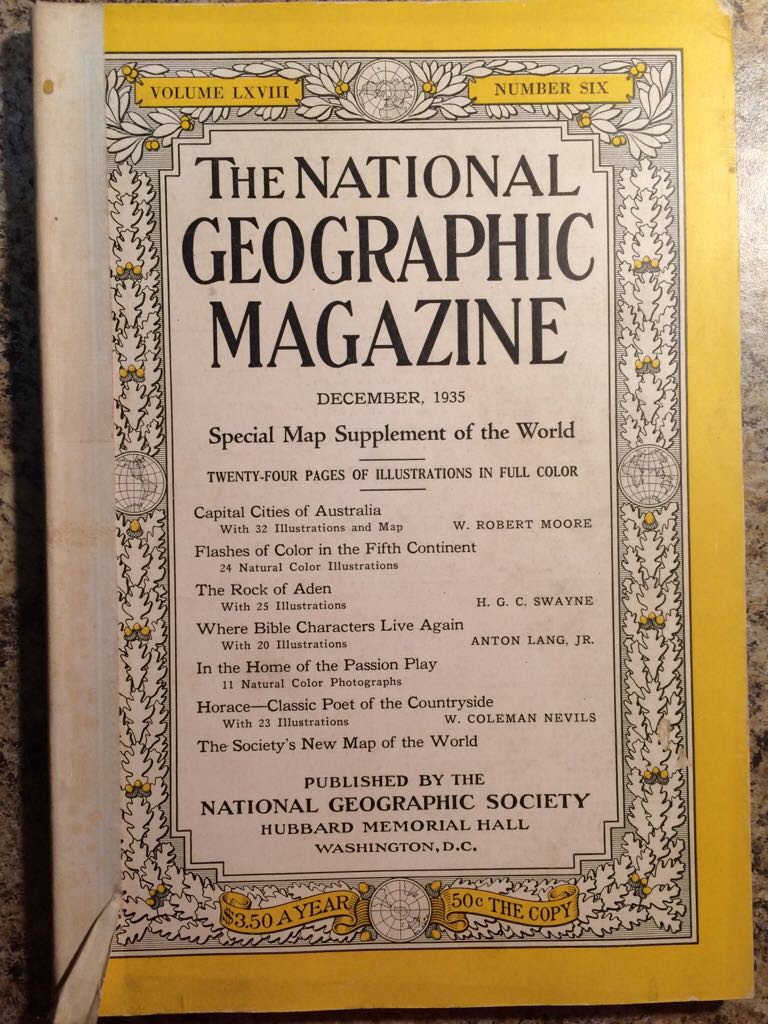 VOLUME LXVIII NUMBER SIX
THE NATIONAL
GEOGRAPHIC
MAGAZINE
DECEMBER, 1935
Special Map Supplement of the World
TWENTY-FOUR PAGES OF ILLUSTRATIONS IN FULL COLOR
Capital Cities of Australia
With 32 Illustrations and Map W. ROBERT MOORE
Flashes of Color in the Fifth Continent
24 Natural Color Illustrations
The Rock of Aden
With 25 Illustrations H. G. C. SWAYNE
Where Bible Characters Live Again
With 20 Illustrations ANTON LANG, JR.
In the Home of the Passion Play
11 Natural Color Photographs
Horace—Classic Poet of the Countryside
With 23 Illustrations W. COLEMAN NEVILS
The Society's New Map of the World
PUBLISHED BY THE
NATIONAL GEOGRAPHIC SOCIETY
HUBBARD MEMORIAL HALL
WASHINGTON, D.C.
$3.50 A YEAR 50c THE COPY